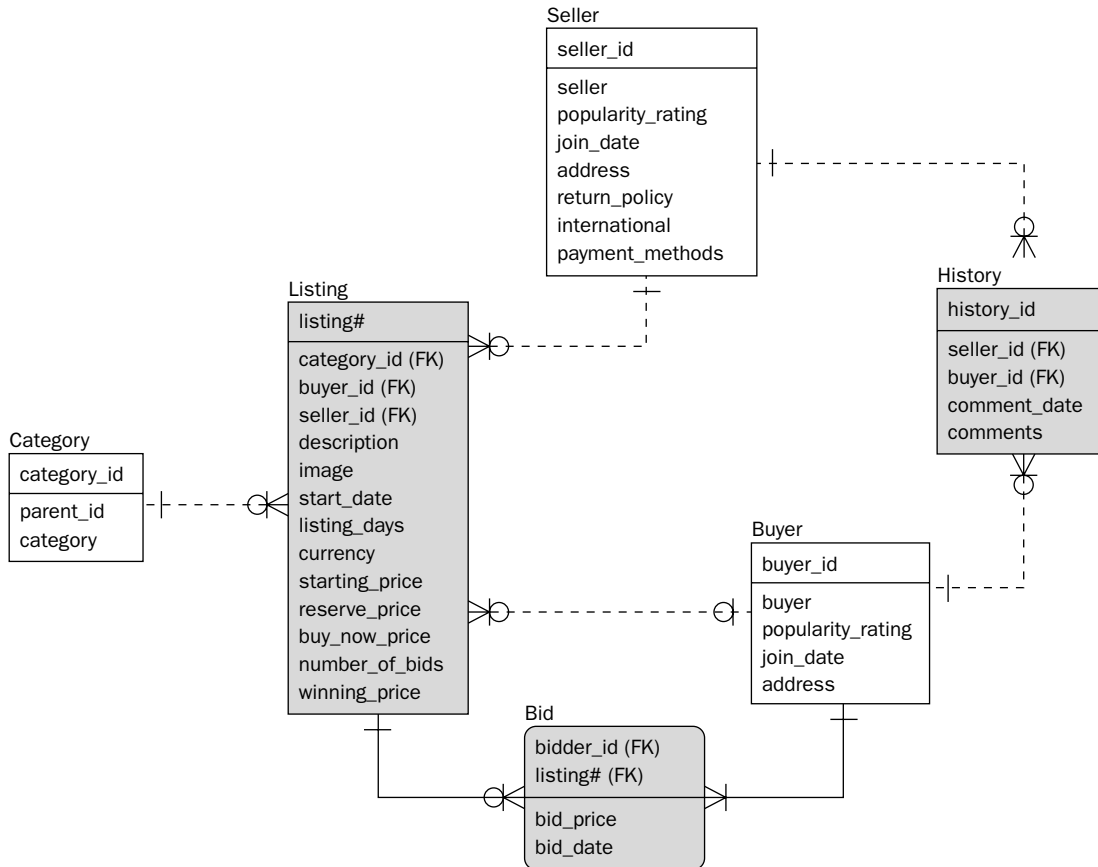 Seller
seller_id
seller
popularity_rating
join_date
address
return_policy
international
payment_methods
History
history_id
seller_id (FK)
buyer_id (FK)
comment_date
comments
Listing
listing#
category_id (FK)
buyer_id (FK)
seller_id (FK)
description
image
start_date
listing_days
currency
starting_price
reserve_price
buy_now_price
number_of_bids
winning_price
Category
category_id
parent_id
category
Buyer
buyer_id
buyer
popularity_rating
join_date
address
Bid
bidder_id (FK)
listing# (FK)
bid_price
bid_date